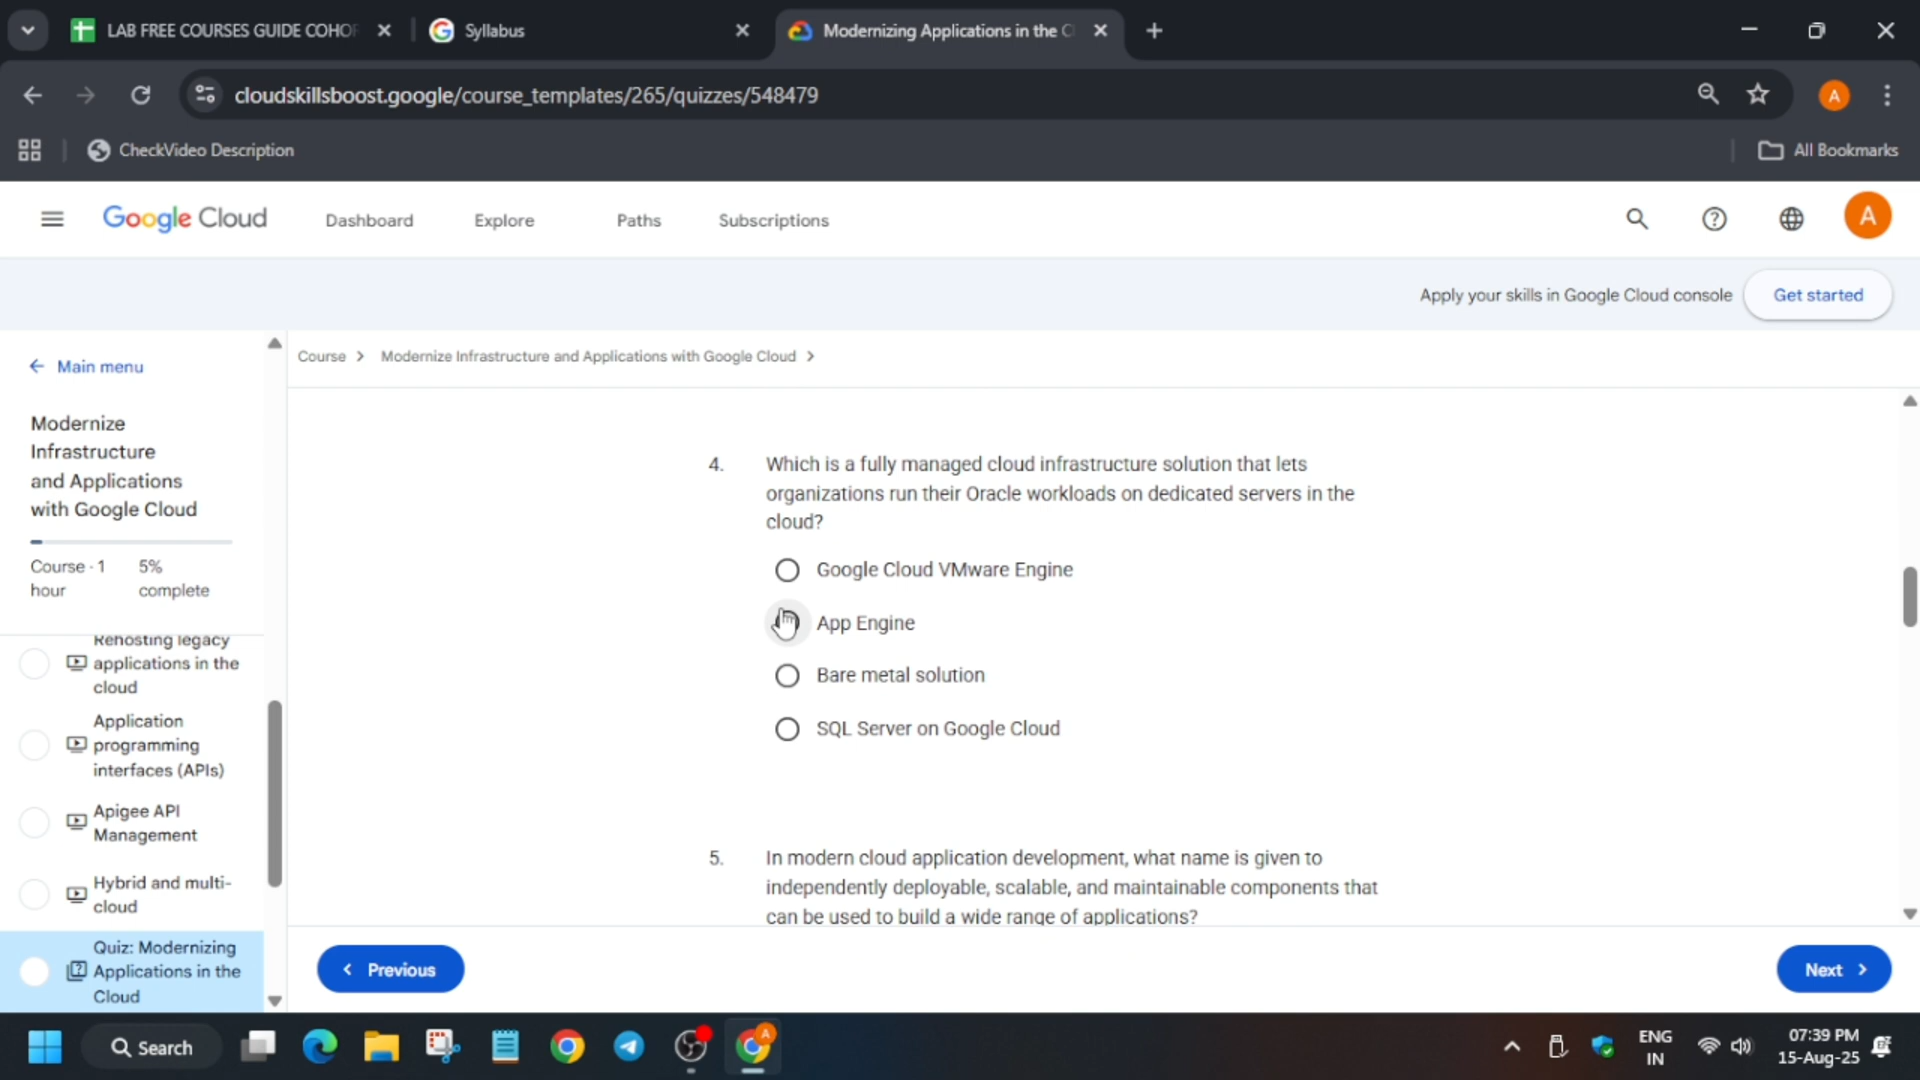 LAB FREE COURSES GUIDE COHO
Syllabus
Modernizing Applications in the C
cloudskillsboost.google/course_templates/265/quizzes/548479
A
CheckVideo Description
All Bookmarks
Google Cloud
Dashboard
Explore
Paths
Subscriptions
A
Apply your skills in Google Cloud console
Get started
Main menu
Course
Modernize Infrastructure and Applications with Google Cloud
Modernize
Infrastructure
and Applications
with Google Cloud
Course · 1
hour
5%
complete
Rehosting legacy
applications in the
cloud
Application
programming
interfaces (APIs)
Apigee API
Management
Hybrid and multi-
cloud
Quiz: Modernizing
Applications in the
Cloud
4. Which is a fully managed cloud infrastructure solution that lets
organizations run their Oracle workloads on dedicated servers in the
cloud?
Google Cloud VMware Engine
App Engine
Bare metal solution
SQL Server on Google Cloud
5. In modern cloud application development, what name is given to
independently deployable, scalable, and maintainable components that
can be used to build a wide range of applications?
Previous
Next
Search
A
ENG
IN
07:39 PM
15-Aug-25